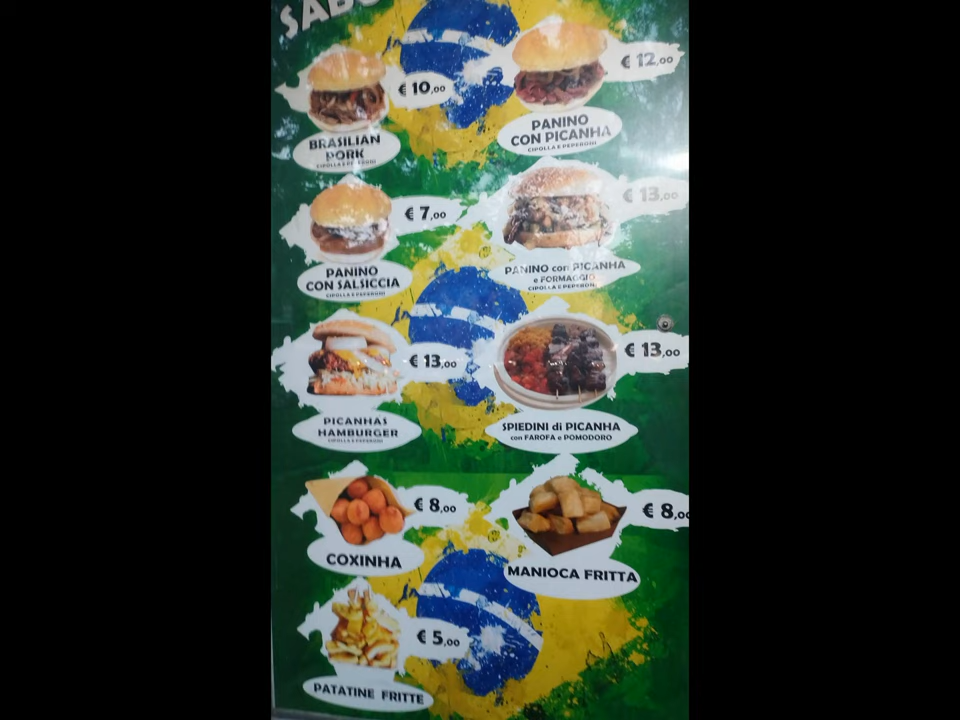 € 10,00
BRASILIAN
PORK
CIPOLLA E PEPERONI
€ 12,00
PANINO
CON PICANHA
CIPOLLA E PEPERONI
€ 7,00
PANINO
CON SALSICCIA
CIPOLLA E PEPERONI
€ 13,00
PANINO con PICANHA
e FORMAGGIO
CIPOLLA E PEPERONI
€ 13,00
PICANHAS
HAMBURGER
CIPOLLA E PEPERONI
€ 13,00
SPIEDINI di PICANHA
con FAROFA e POMODORO
€ 8,00
COXINHA
€ 8,00
MANIOCA FRITTA
€ 5,00
PATATINE FRITTE